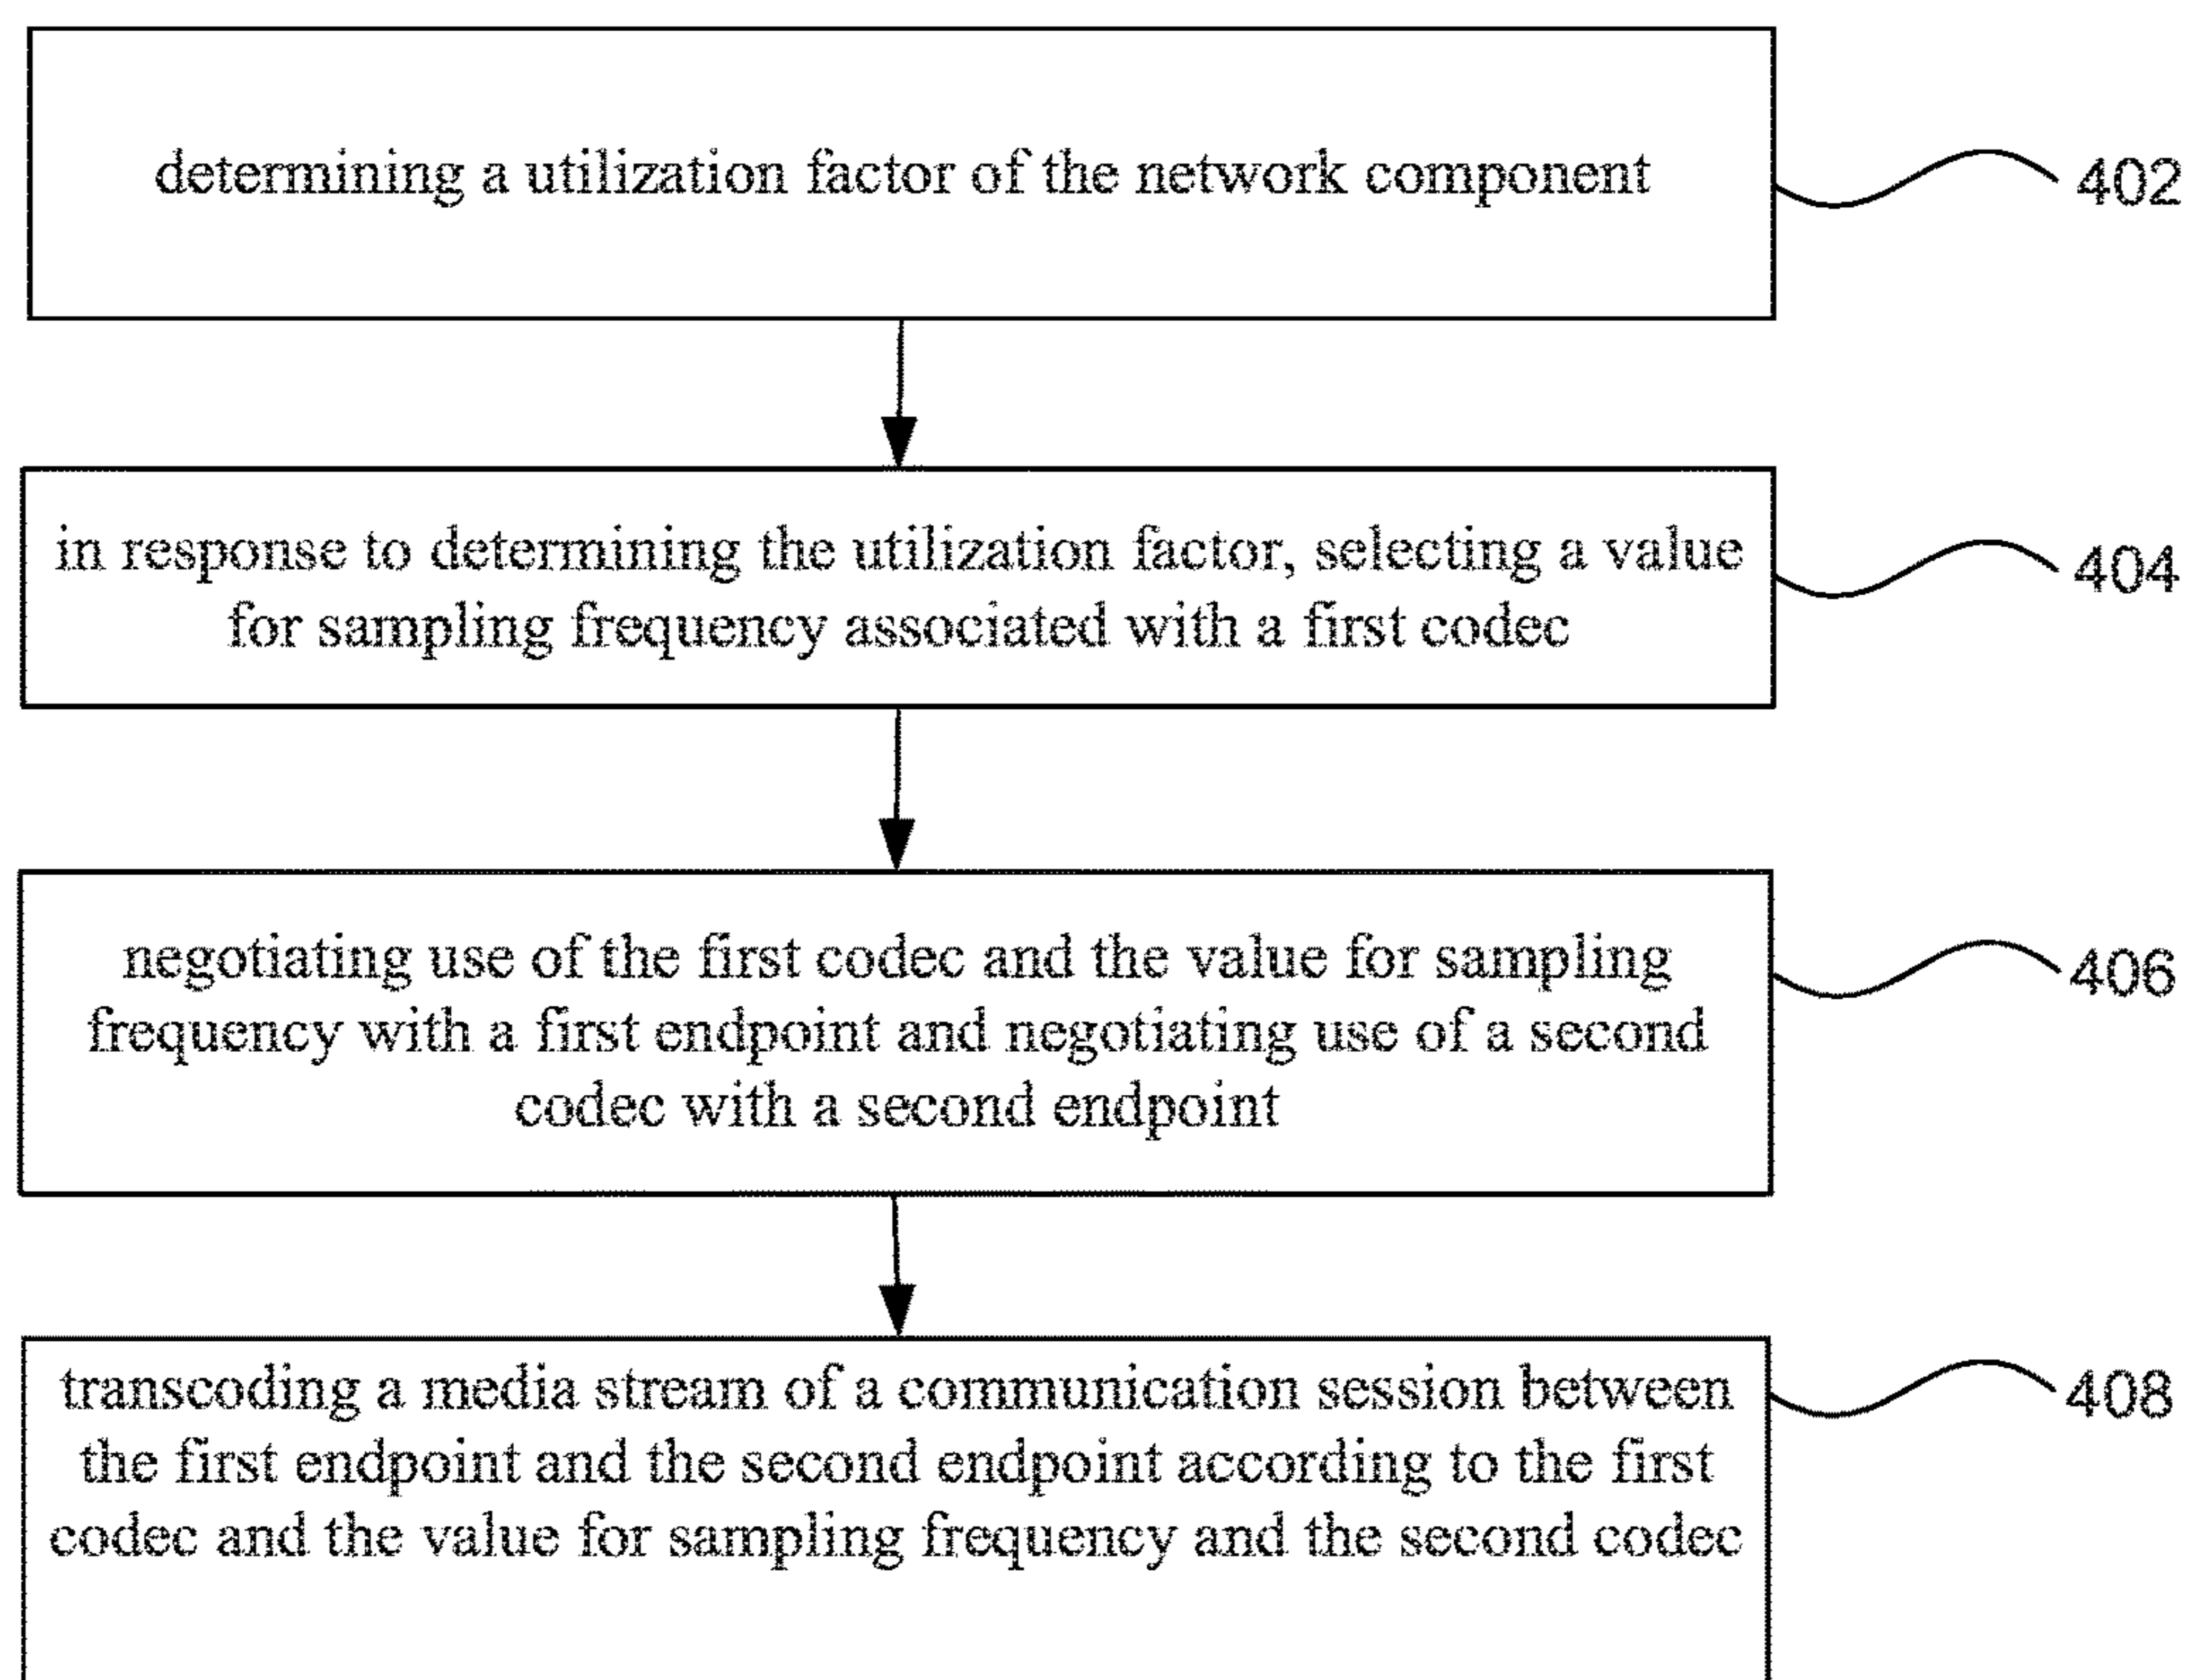 determining a utilization factor of the network component
402
in response to determining the utilization factor, selecting a value
for sampling frequency associated with a first codec
404
negotiating use of the first codec and the value for sampling
frequency with a first endpoint and negotiating use of a second
codec with a second endpoint
406
transcoding a media stream of a communication session between
the first endpoint and the second endpoint according to the first
codec and the value for sampling frequency and the second codec
408